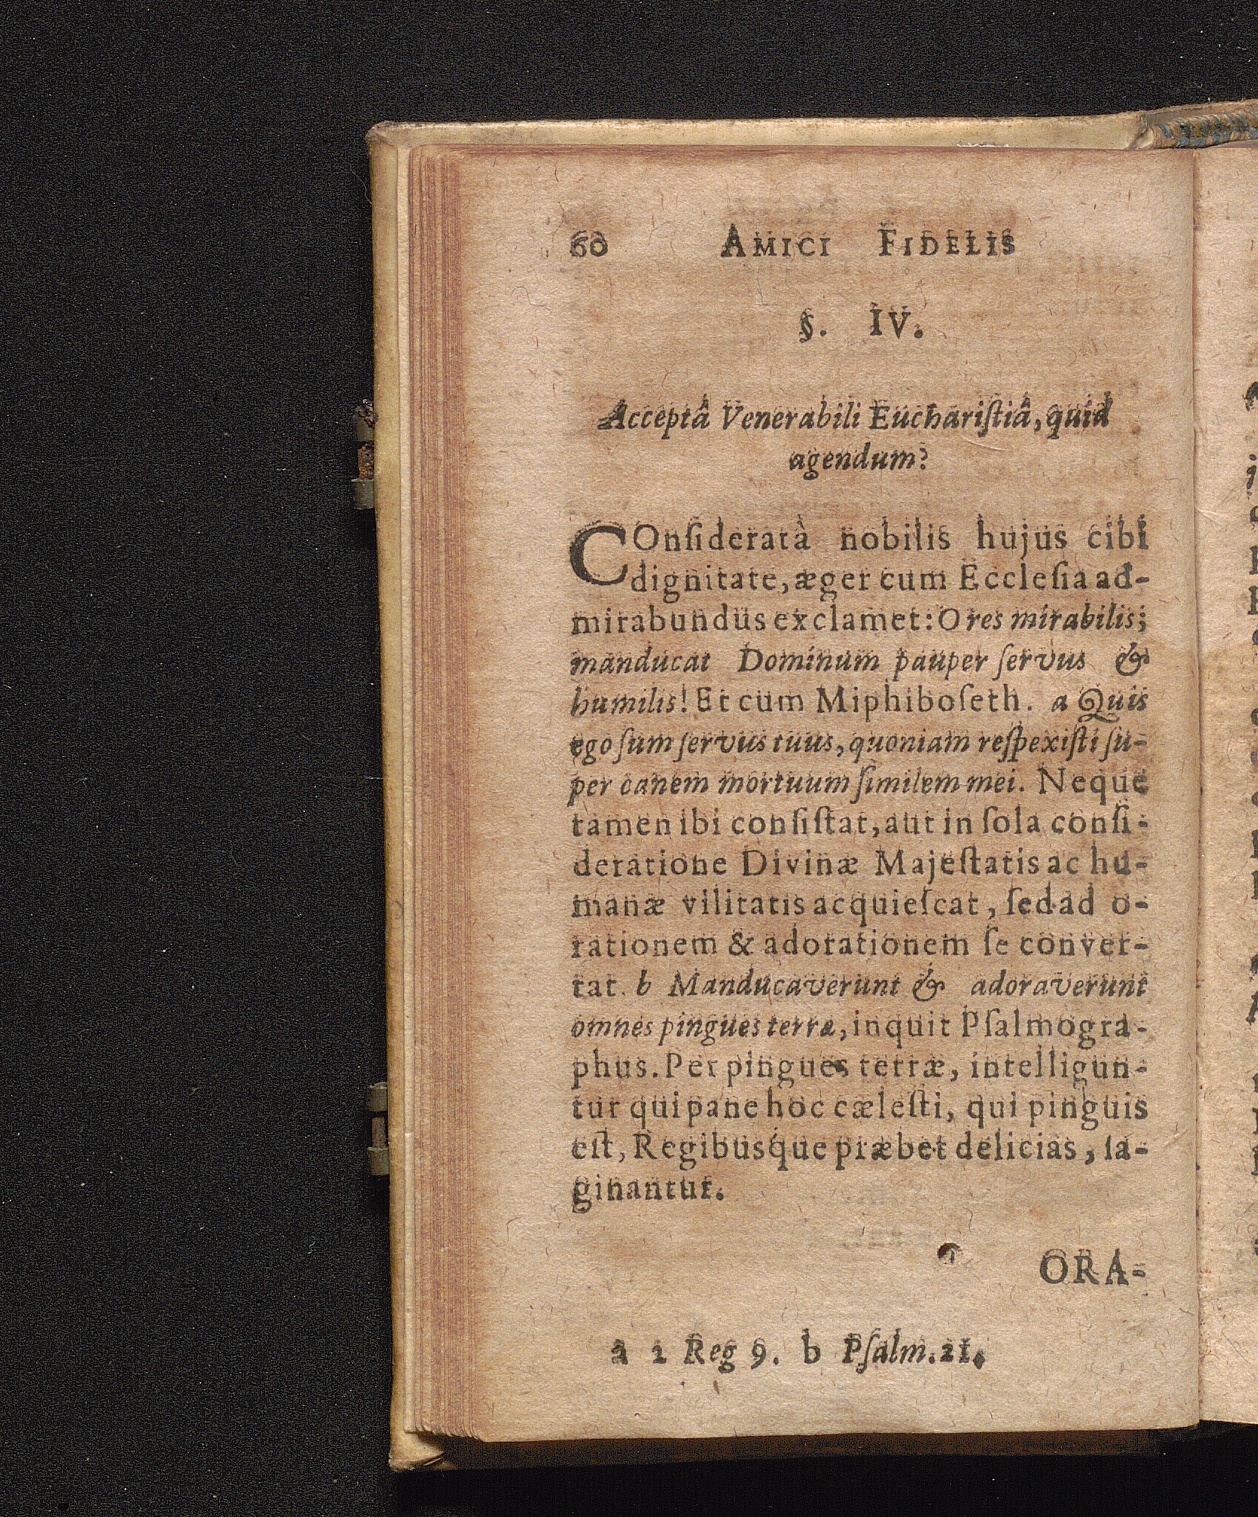 60 AMICI FIDELIS
§. IV.
Acceptâ Venerabili Euchariſtiâ, quid
agendum?
COnſideratà nobilis hujus cibi
dignitate, æger cum Eccleſia ad-
mirabundus exclamet: O res mirabilis;
manducat Dominum pauper ſervus &
humilis! Et cum Miphiboſeth. a Quis
ego ſum ſervus tuus, quoniam reſpexiſti ſu-
per canem mortuum ſimilem mei. Neque
tamen ibi conſiſtat, aut in ſola conſi-
deratione Divinæ Majeſtatis ac hu-
manæ vilitatis acquieſcat, ſed ad o-
rationem & adorationem ſe conver-
tat. b Manducaverunt & adoraverunt
omnes pingues terræ, inquit Pſalmogra-
phus. Per pingues terræ, intelligun-
tur qui pane hoc cæleſti, qui pinguis
eſt, Regibusq́ue præbet delicias, ſa-
ginantur.
ORA-
a 2 Reg 9. b Pſalm. 21.